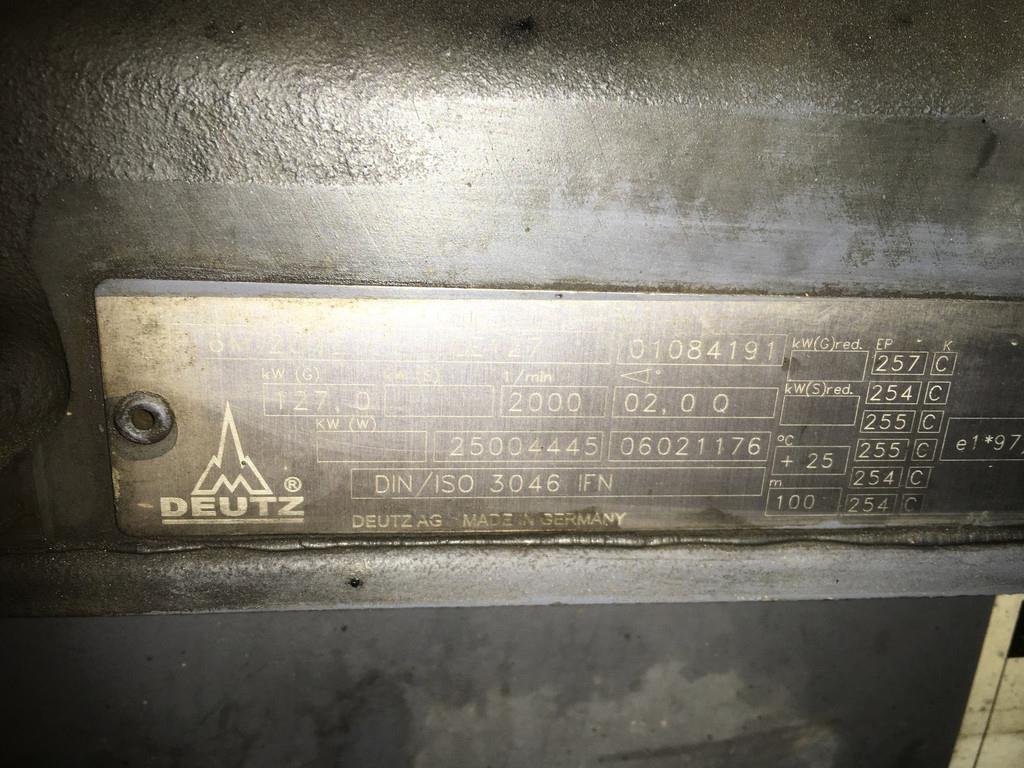 01084191
kW(G)red. EP K
257 C
kW (G) 1/min
127,0 2000 02,0 Q
kW(S)red. 254 C
KW (W)
255 C
25004445 06021176
°C
+ 25 255 C
e1*97
DIN/ISO 3046 IFN
m
254 C
100 254 C
DEUTZ ®
DEUTZ AG MADE IN GERMANY